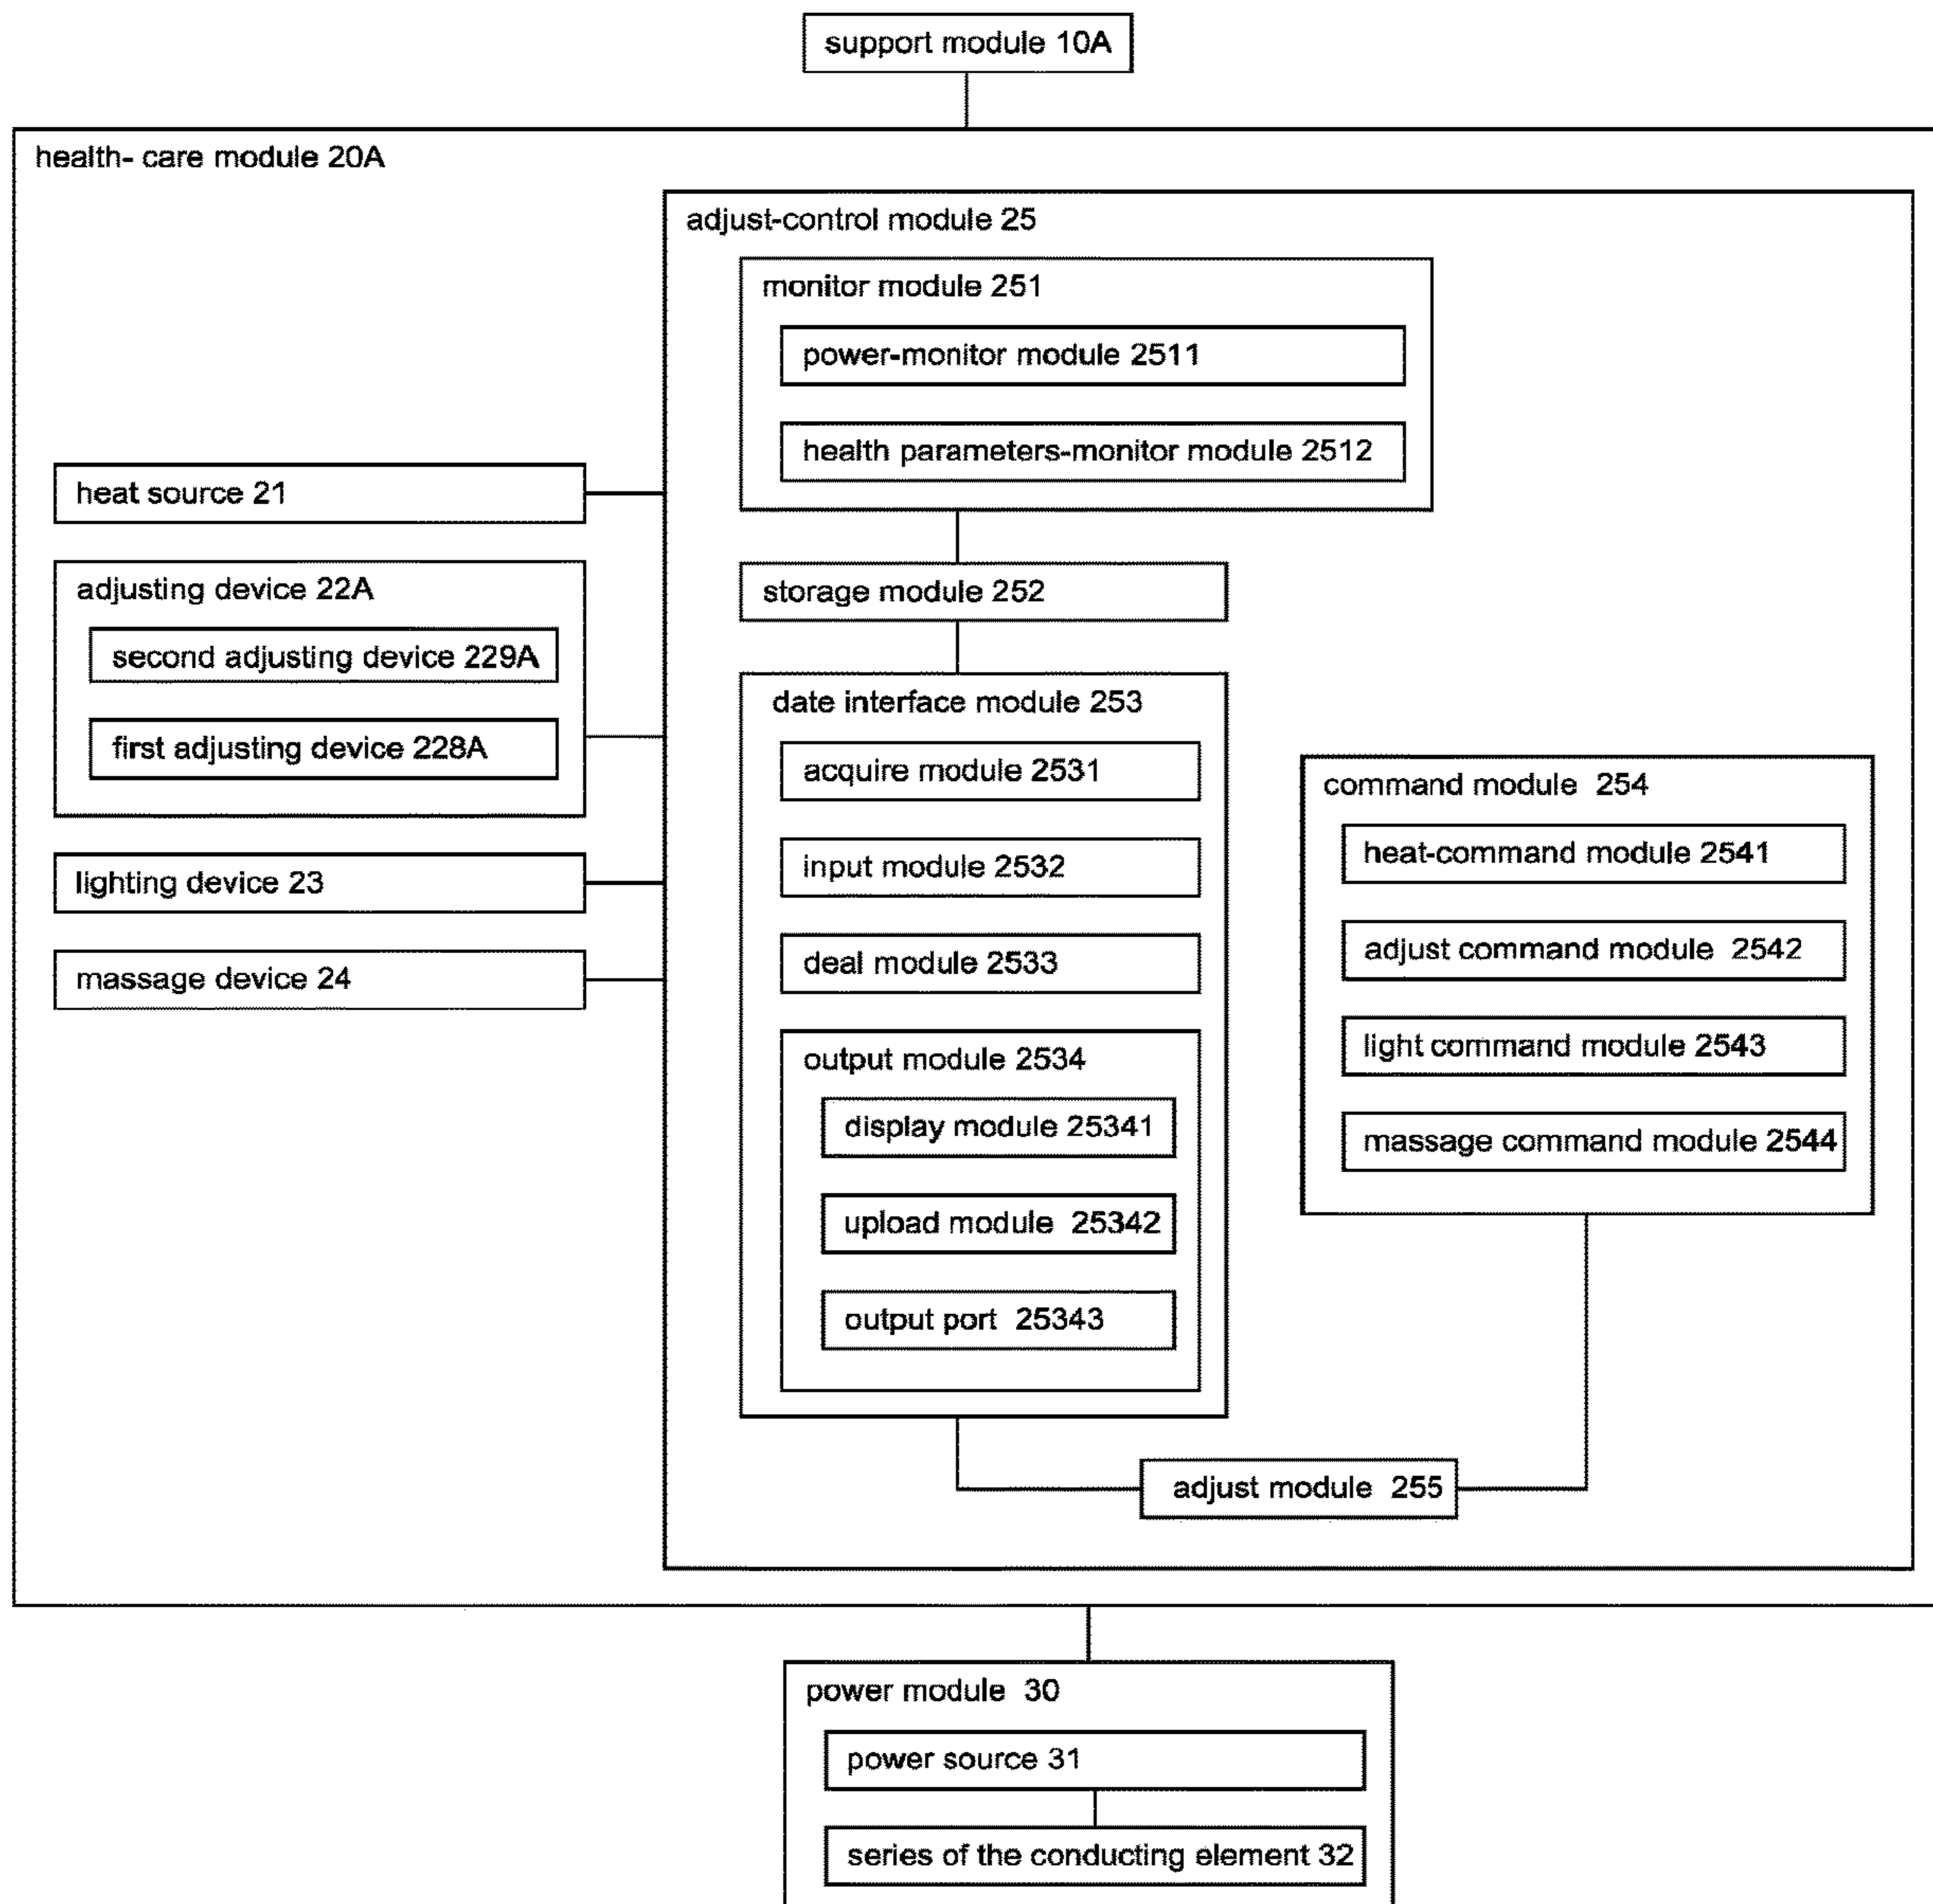 support module 10A
health- care module 20A
adjust-control module 25
monitor module 251
power-monitor module 2511
health parameters-monitor module 2512
heat source 21
adjusting device 22A
second adjusting device 229A
first adjusting device 228A
lighting device 23
massage device 24
storage module 252
date interface module 253
acquire module 2531
input module 2532
deal module 2533
output module 2534
display module 25341
upload module 25342
output port 25343
command module 254
heat-command module 2541
adjust command module 2542
light command module 2543
massage command module 2544
adjust module 255
power module 30
power source 31
series of the conducting element 32